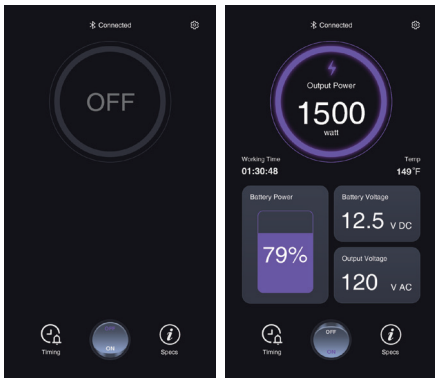 Connected
OFF
OFF
ON
Timing
Specs
Connected
Output Power
1500
watt
Working Time
01:30:48
Temp
149°F
Battery Power
79%
Battery Voltage
12.5 V DC
Output Voltage
120 V AC
OFF
ON
Timing
Specs